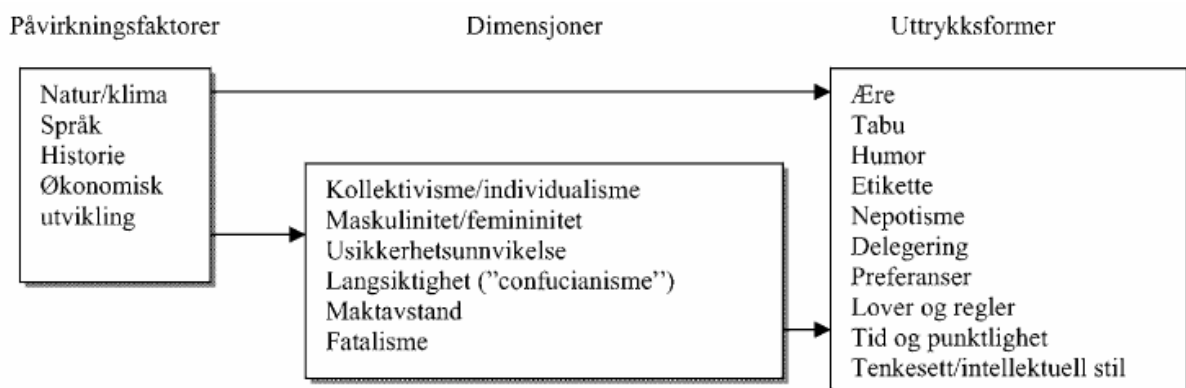 Påvirkningsfaktorer
Dimensjoner
Uttrykksformer
Natur/klima
Språk
Historie
Økonomisk
utvikling
Kollektivisme/individualisme
Maskulinitet/femininitet
Usikkerhetsunnvikelse
Langsiktighet (”confucianisme”)
Maktavstand
Fatalisme
Ære
Tabu
Humor
Etikette
Nepotisme
Delegering
Preferanser
Lover og regler
Tid og punktlighet
Tenkesett/intellektuell stil